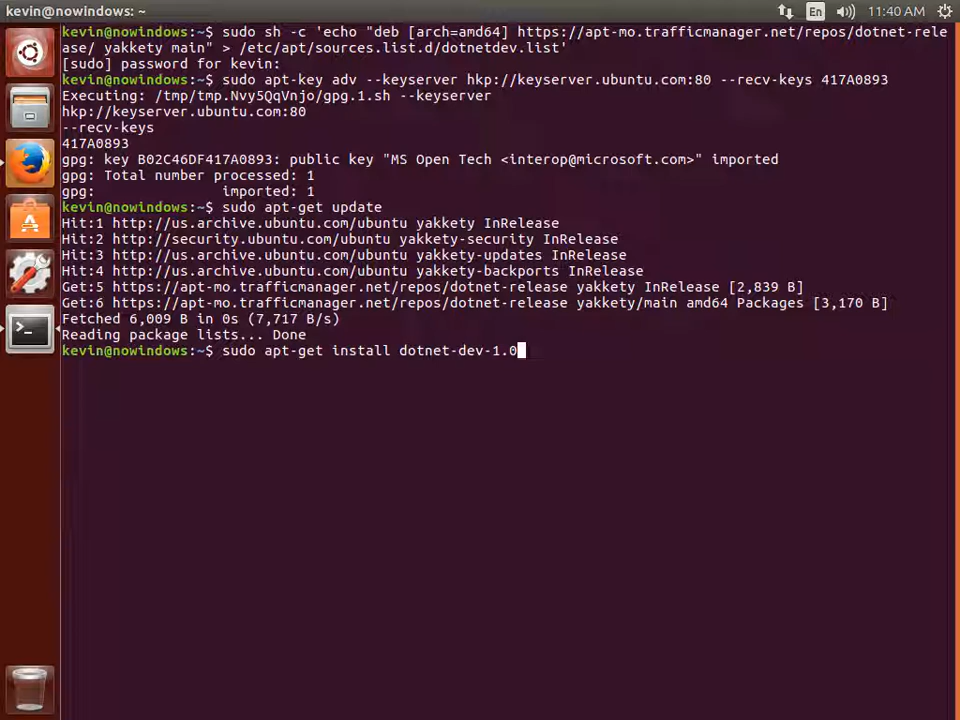 kevin@nowindows: ~
En
11:40 AM
kevin@nowindows:~$ sudo sh -c 'echo "deb [arch=amd64] https://apt-mo.trafficmanager.net/repos/dotnet-rele
ase/ yakkety main" > /etc/apt/sources.list.d/dotnetdev.list'
[sudo] password for kevin:
kevin@nowindows:~$ sudo apt-key adv --keyserver hkp://keyserver.ubuntu.com:80 --recv-keys 417A0893
Executing: /tmp/tmp.Nvy5QqVnjo/gpg.1.sh --keyserver
hkp://keyserver.ubuntu.com:80
--recv-keys
417A0893
gpg: key B02C46DF417A0893: public key "MS Open Tech <interop@microsoft.com>" imported
gpg: Total number processed: 1
gpg:               imported: 1
kevin@nowindows:~$ sudo apt-get update
Hit:1 http://us.archive.ubuntu.com/ubuntu yakkety InRelease
Hit:2 http://security.ubuntu.com/ubuntu yakkety-security InRelease
Hit:3 http://us.archive.ubuntu.com/ubuntu yakkety-updates InRelease
Hit:4 http://us.archive.ubuntu.com/ubuntu yakkety-backports InRelease
Get:5 https://apt-mo.trafficmanager.net/repos/dotnet-release yakkety InRelease [2,839 B]
Get:6 https://apt-mo.trafficmanager.net/repos/dotnet-release yakkety/main amd64 Packages [3,170 B]
Fetched 6,009 B in 0s (7,717 B/s)
Reading package lists... Done
kevin@nowindows:~$ sudo apt-get install dotnet-dev-1.0